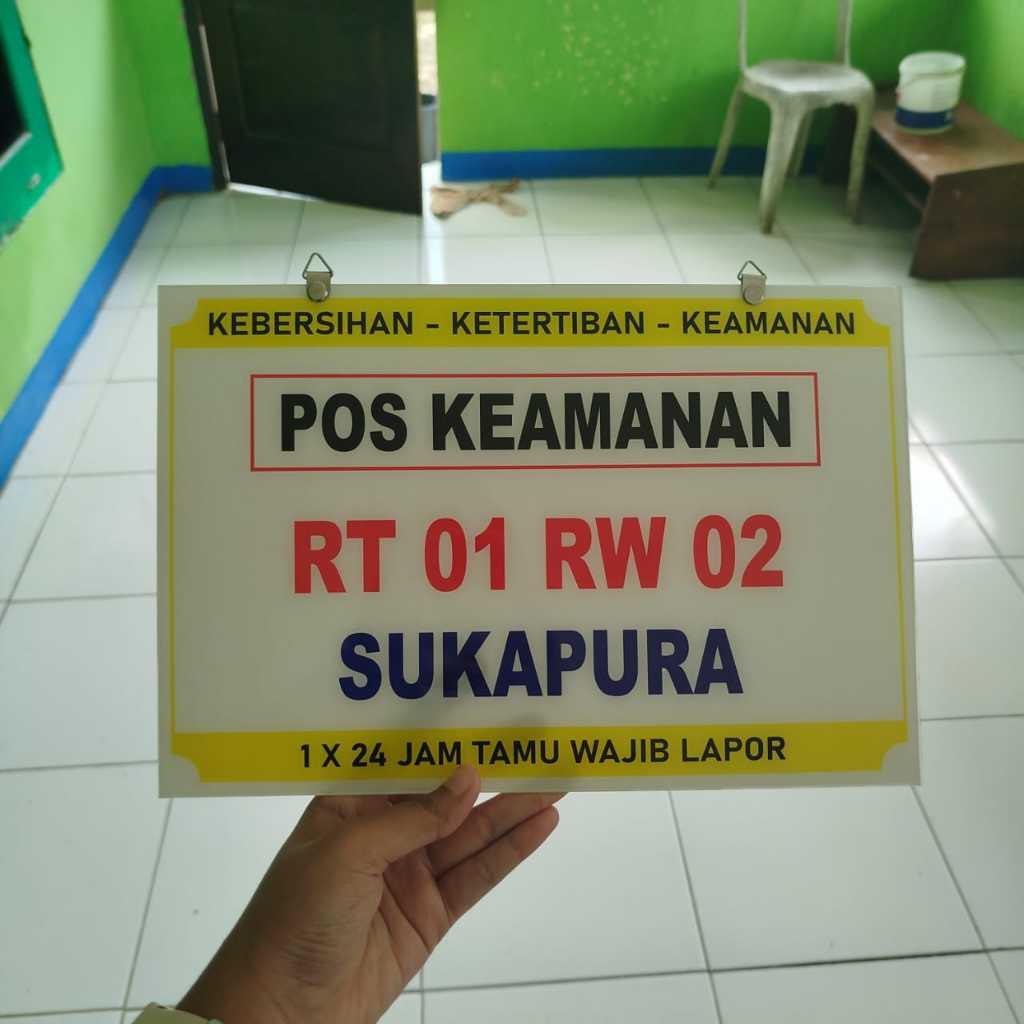 KEBERSIHAN - KETERTIBAN - KEAMANAN
POS KEAMANAN
RT 01 RW 02
SUKAPURA
1 X 24 JAM TAMU WAJIB LAPOR